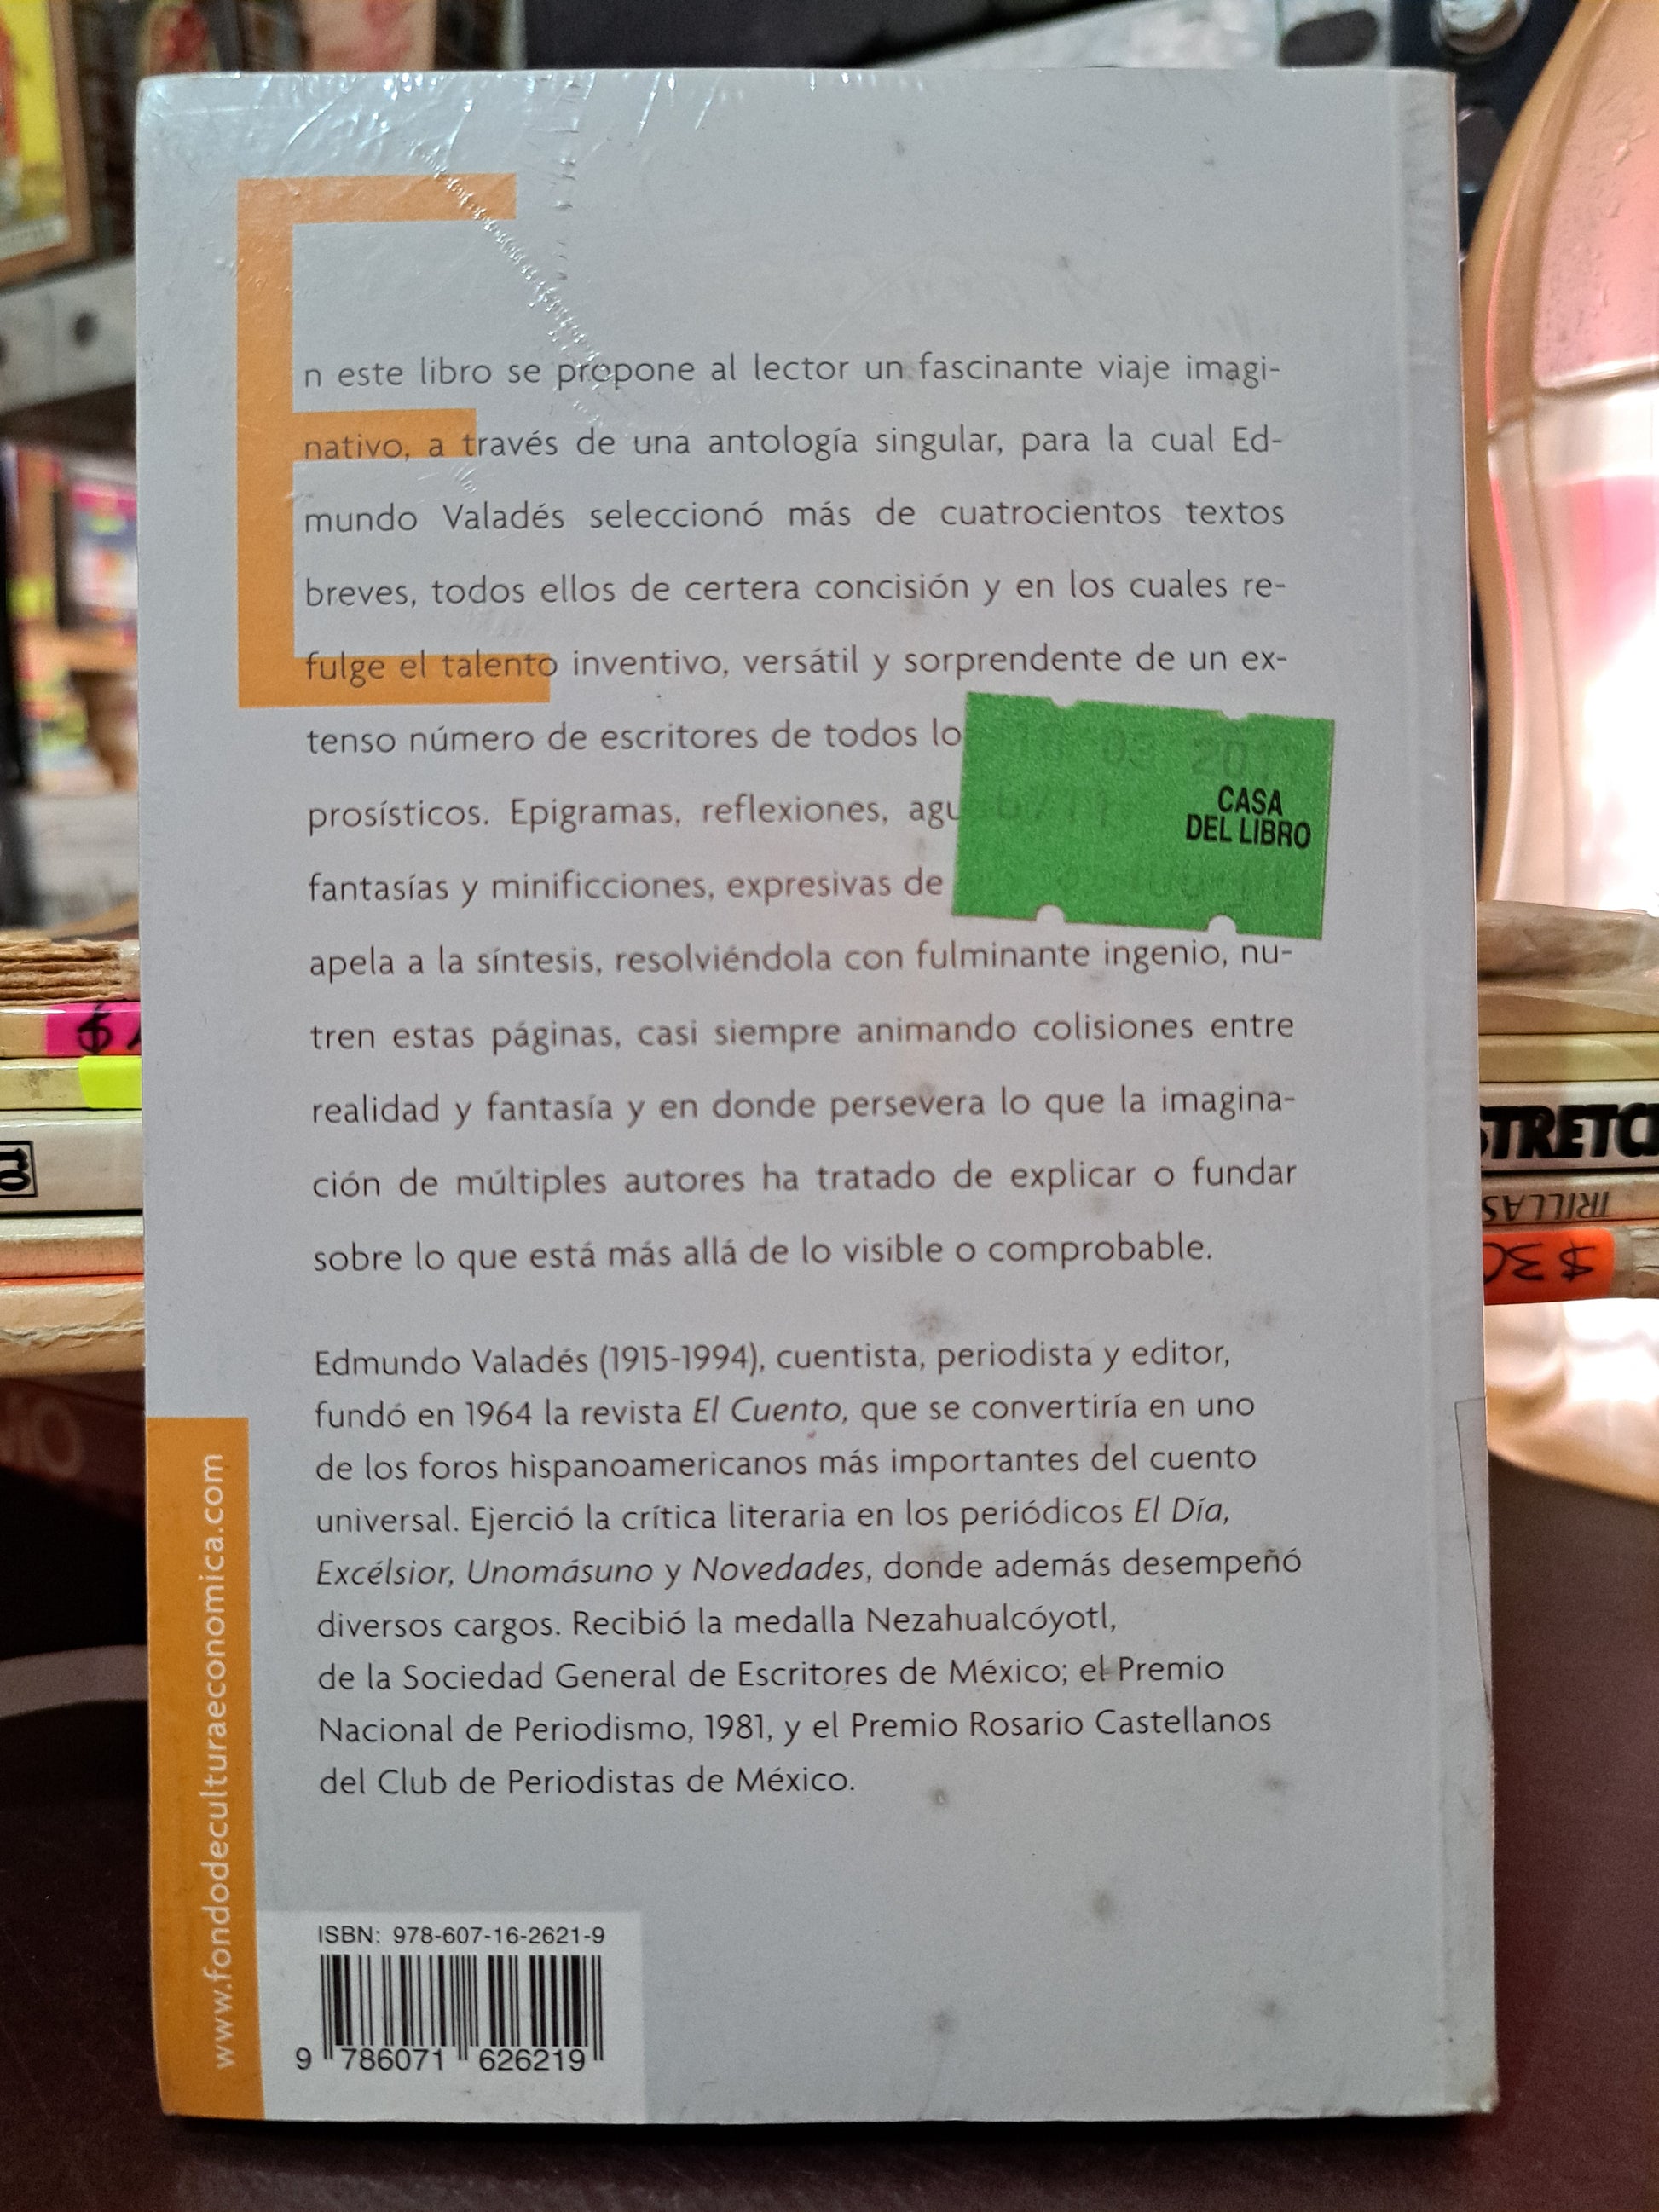 En este libro se propone al lector un fascinante viaje imagi-
nativo, a través de una antología singular, para la cual Ed-
mundo Valadés seleccionó más de cuatrocientos textos
breves, todos ellos de certera concisión y en los cuales re-
fulge el talento inventivo, versátil y sorprendente de un ex-
tenso número de escritores de todos
prosísticos. Epigramas, reflexiones,
fantasías y minificciones, expresivas de
apela a la síntesis, resolviéndola con fulminante ingenio, nu-
tren estas páginas, casi siempre animando colisiones entre
realidad y fantasía y en donde persevera lo que la imagina-
ción de múltiples autores ha tratado de explicar o fundar
sobre lo que está más allá de lo visible o comprobable.
CASA
DEL LIBRO
Edmundo Valadés (1915-1994), cuentista, periodista y editor,
fundó en 1964 la revista El Cuento, que se convertiría en uno
de los foros hispanoamericanos más importantes del cuento
universal. Ejerció la crítica literaria en los periódicos El Día,
Excélsior, Unomásuno y Novedades, donde además desempeñó
diversos cargos. Recibió la medalla Nezahualcóyotl,
de la Sociedad General de Escritores de México; el Premio
Nacional de Periodismo, 1981, y el Premio Rosario Castellanos
del Club de Periodistas de México.
www.fondodeculturaeconomica.com
ISBN: 978-607-16-2621-9
9 786071 626219
TRILLAS
$30